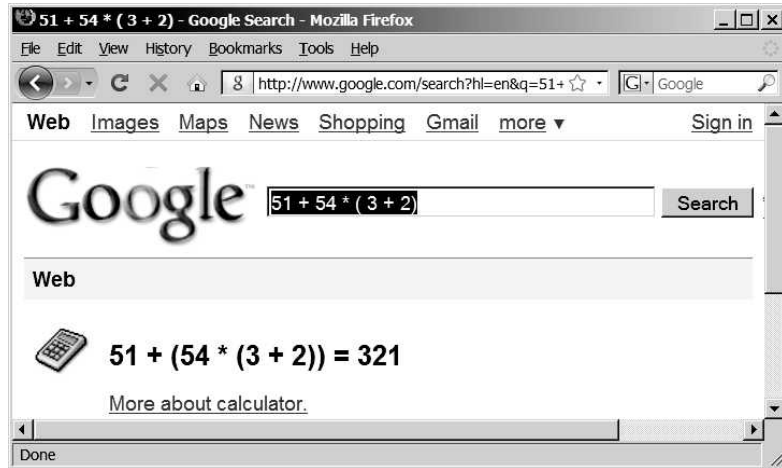 51 + 54 * ( 3 + 2) - Google Search - Mozilla Firefox
File Edit View History Bookmarks Tools Help
8 http://www.google.com/search?hl=en&q=51+ G Google
Web Images Maps News Shopping Gmail more ▼ Sign in
Google™ 51 + 54 * ( 3 + 2) Search
Web
51 + (54 * (3 + 2)) = 321
More about calculator.
Done